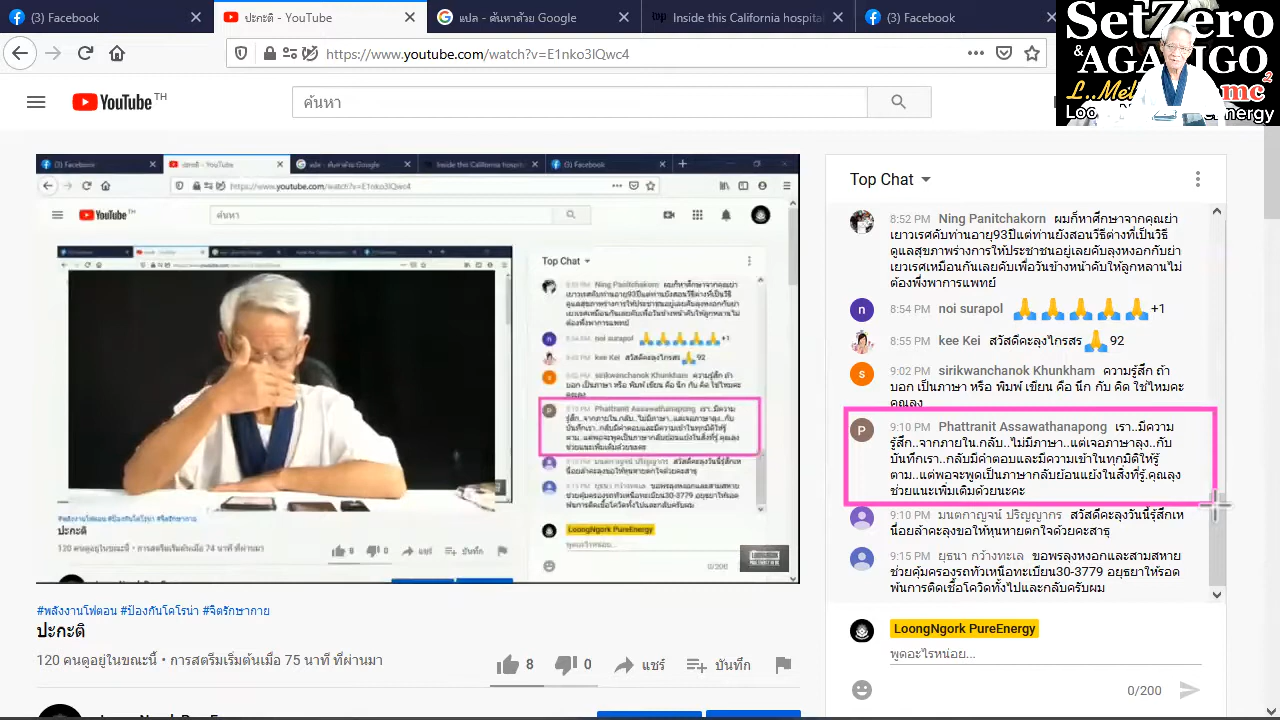 (3) Facebook
ปะกะติ - YouTube
แปล - ค้นหาด้วย Google
Inside this California hospital
(3) Facebook
SetZero
&
https://www.youtube.com/watch?v=E1nko3lQwc4
YouTube TH
ค้นหา
Top Chat
8:52 PM Ning Panitchakorn ผมก็หาศึกษาจากคุณย่า
เยาวเรศคับท่านอายุ93ปีแต่ท่านยังสอนวิธีต่างที่เป็นวิธี
ดูแลสุขภาพร่างการให้ประชาชนอยู่เลยคับลุงงอกกับย่า
เยวเรศเหมือนกันเลยคับเพื่อวันข้างหน้าคับให้ลูกหลานไม่
ต้องพึ่งพาการแพทย์
8:54 PM noi surapol 🙏🙏🙏🙏🙏+1
8:55 PM kee Kei สวัสดีคะลุงไกรสร🙏92
9:02 PM sirikwanchanok Khunkham ความรู้สึก ถ้า
บอก เป็นภาษา หรือ พิมพ์ เขียน คือ นึก กับ คิด ใช่ไหมคะ
คุณลุง
9:10 PM Phattranit Assawathanapong เรา..มีความ
รู้สึก..จากภายใน.กลับ..ไม่มีภาษา..แต่เจอภาษาลุง..กับ
บันทึกเรา..กลับมีคำตอบและมีความเข้าในทุกมิติให้รู้
ตาม..แต่พอจะพูดเป็นภาษากลับย้อนแย้งในสิ่งที่รู้.คุณลุง
ช่วยแนะเพิ่มเติมด้วยนะคะ
9:10 PM มนตกาญจน์ ปริญญากร สวัสดีคะลุงวันนี้รู้สึกเห
นื่อยล้าคะลุงขอให้หุนหายตกใจด้วยคะสาธุ
9:15 PM ยุธนา กว้างทะเล ขอพรลุงหงอกและสามสหาย
ช่วยคุ้มครองรถทัวเหนือทะเบียน30-3779 อยุธยาให้รอด
พ้นการติดเชื้อโควิดทั้งไปและกลับครับผม
LoongNgork PureEnergy
พูดอะไรหน่อย...
0/200
#พลังงานโฟตอน #ป้องกันโคโรน่า #จิตรักษากาย
ปะกะติ
120 คนดูอยู่ในขณะนี้ • การสตรีมเริ่มต้นเมื่อ 75 นาที ที่ผ่านมา
8
0
แชร์
บันทึก